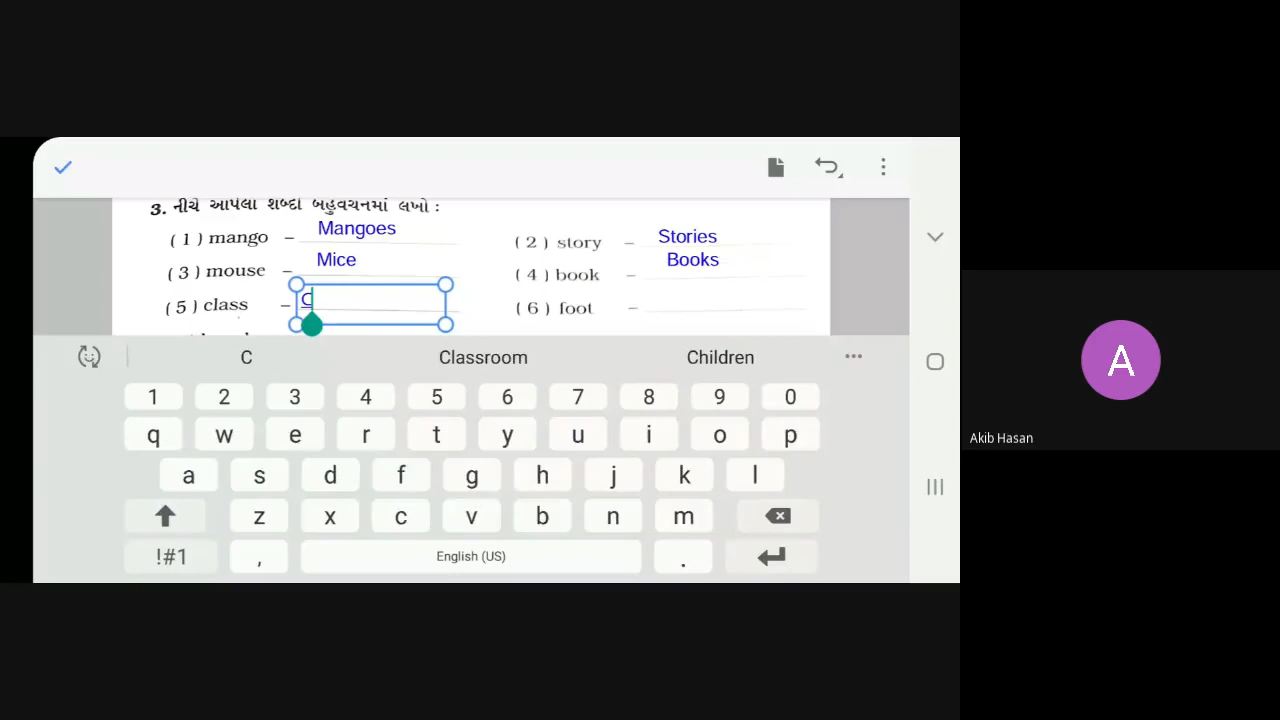 3. નીચે આપેલા શબ્દો બહુવચનમાં લખો :
(1) mango – Mangoes (2) story – Stories
(3) mouse – Mice (4) book – Books
(5) class – C (6) foot –
C Classroom Children ...
1 2 3 4 5 6 7 8 9 0
q w e r t y u i o p
a s d f g h j k l
z x c v b n m
!#1 , English (US) .
A
Akib Hasan